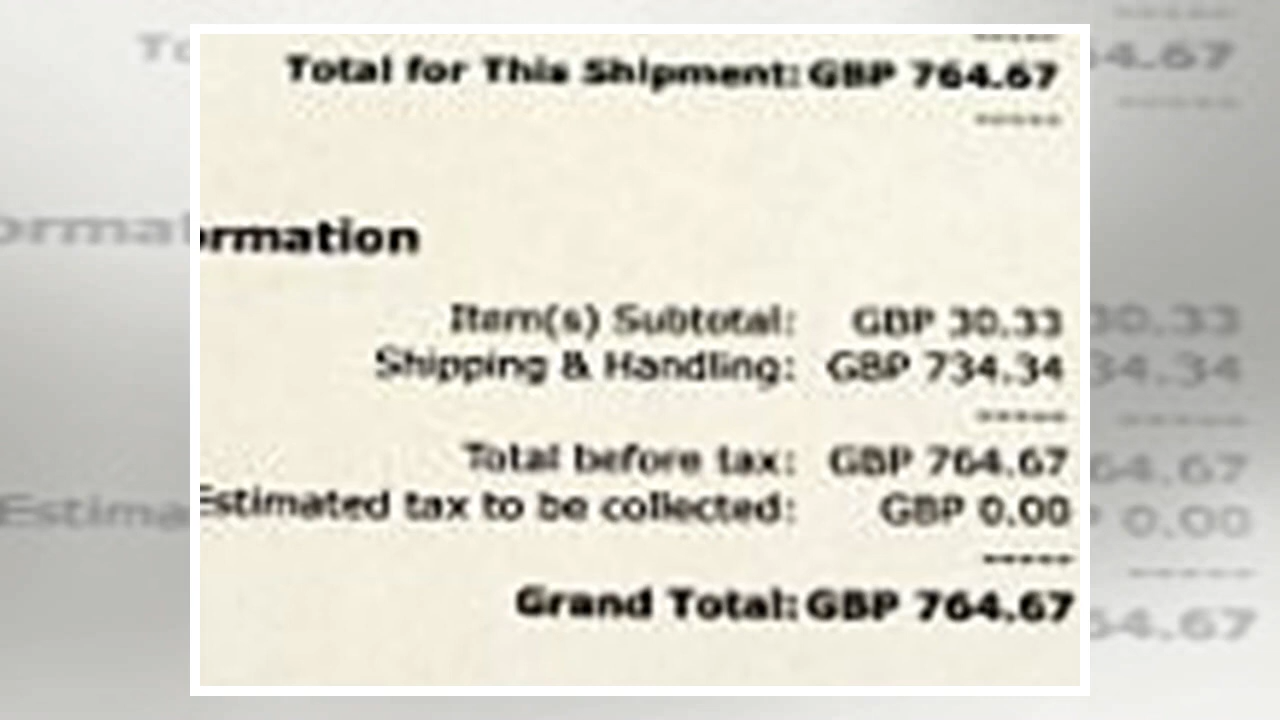 Total for This Shipment: GBP 764.67
-----
ormation
Item(s) Subtotal: GBP 30.33
Shipping & Handling: GBP 734.34
-----
Total before tax: GBP 764.67
Estimated tax to be collected: GBP 0.00
-----
Grand Total: GBP 764.67